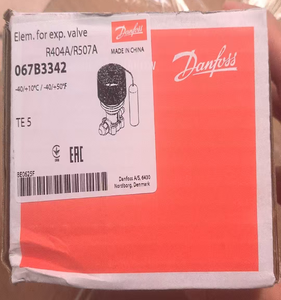 Elem. for exp. valve
R404A/R507A
067B3342
-40/+10°C / -40/+50°F
TE 5
Danfoss
MADE IN CHINA
Danfoss
EAC
BE0625F
Danfoss A/S, 6430
Nordborg, Denmark